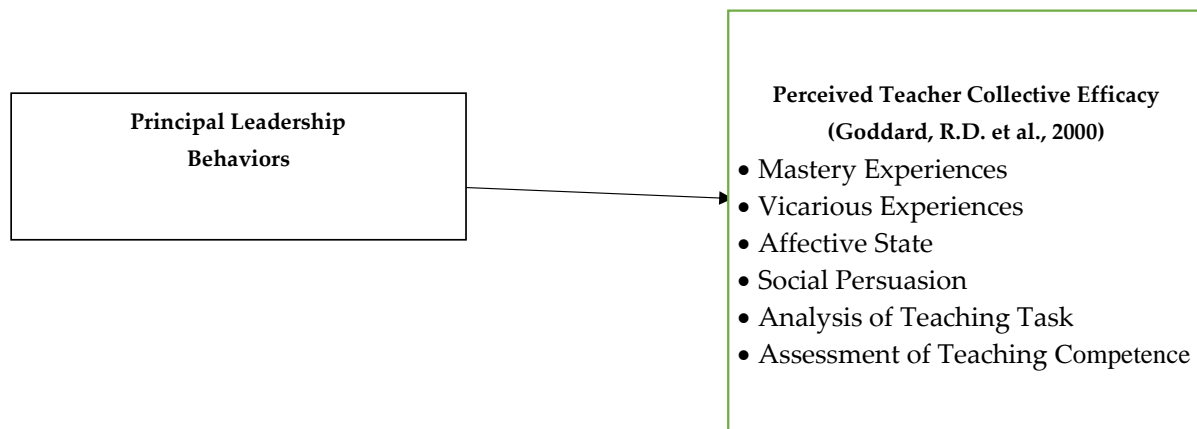 Principal Leadership
Behaviors
Perceived Teacher Collective Efficacy
(Goddard, R.D. et al., 2000)
• Mastery Experiences
• Vicarious Experiences
• Affective State
• Social Persuasion
• Analysis of Teaching Task
• Assessment of Teaching Competence